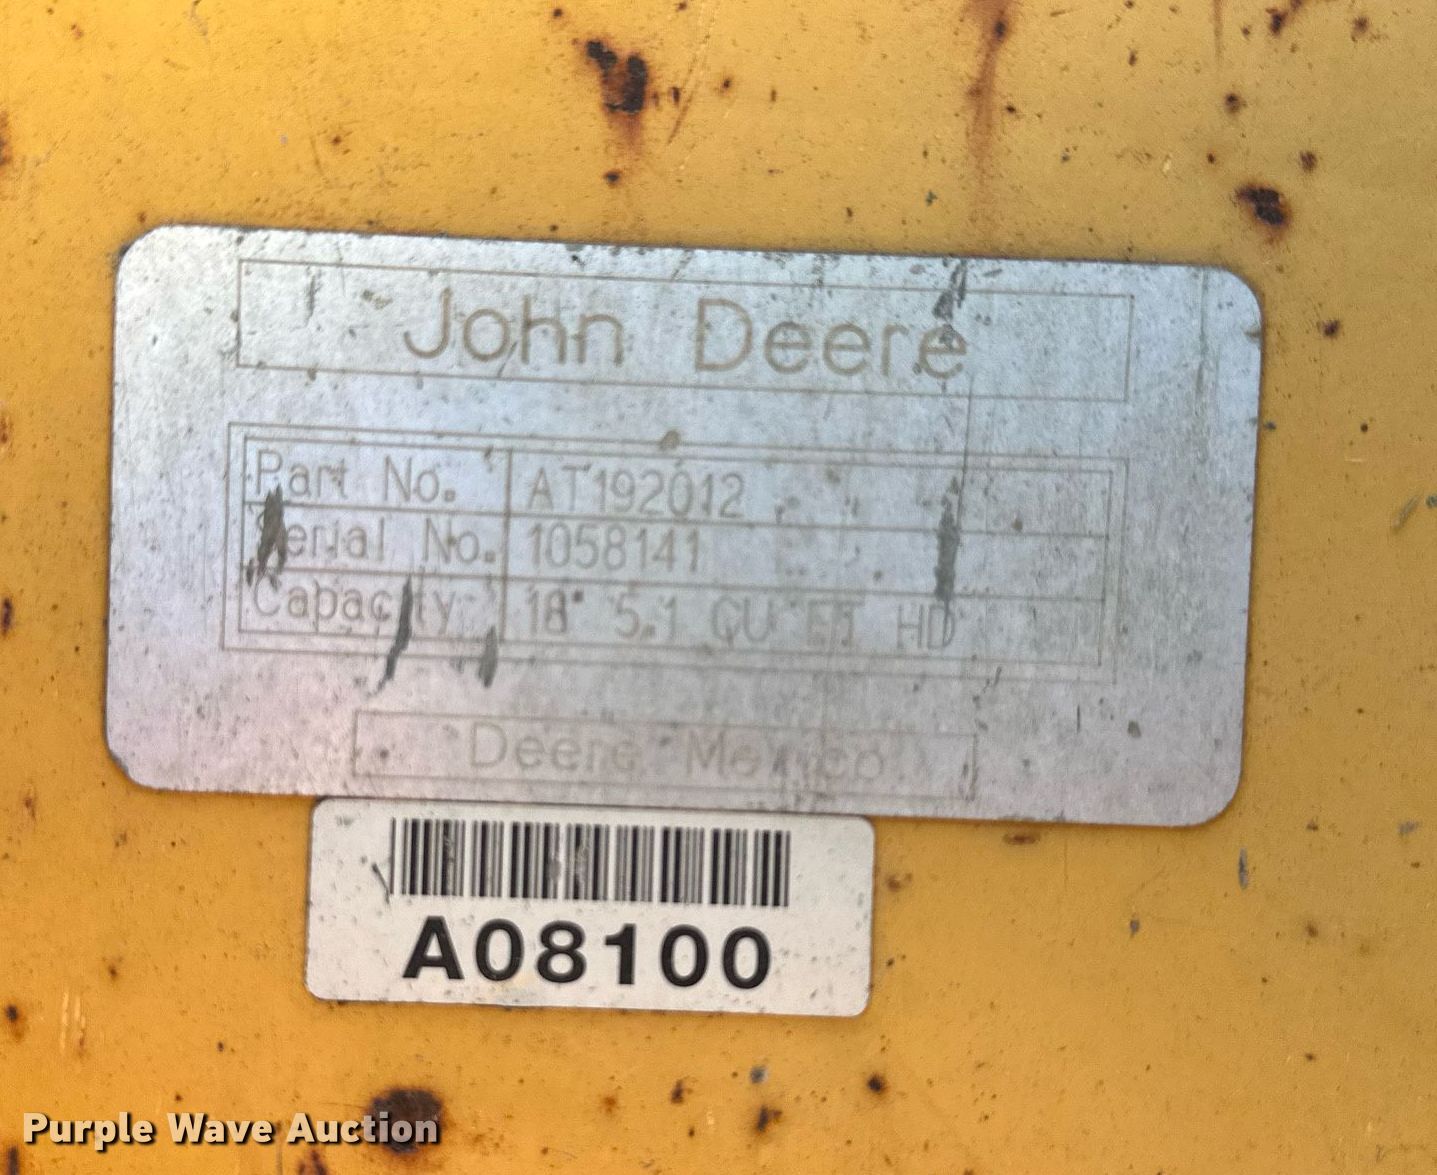 John Deere
Part No. AT192012
Serial No. 1058141
Capacity 18" 5.1 CU FT HD
Deere Mexico
A08100
Purple Wave Auction